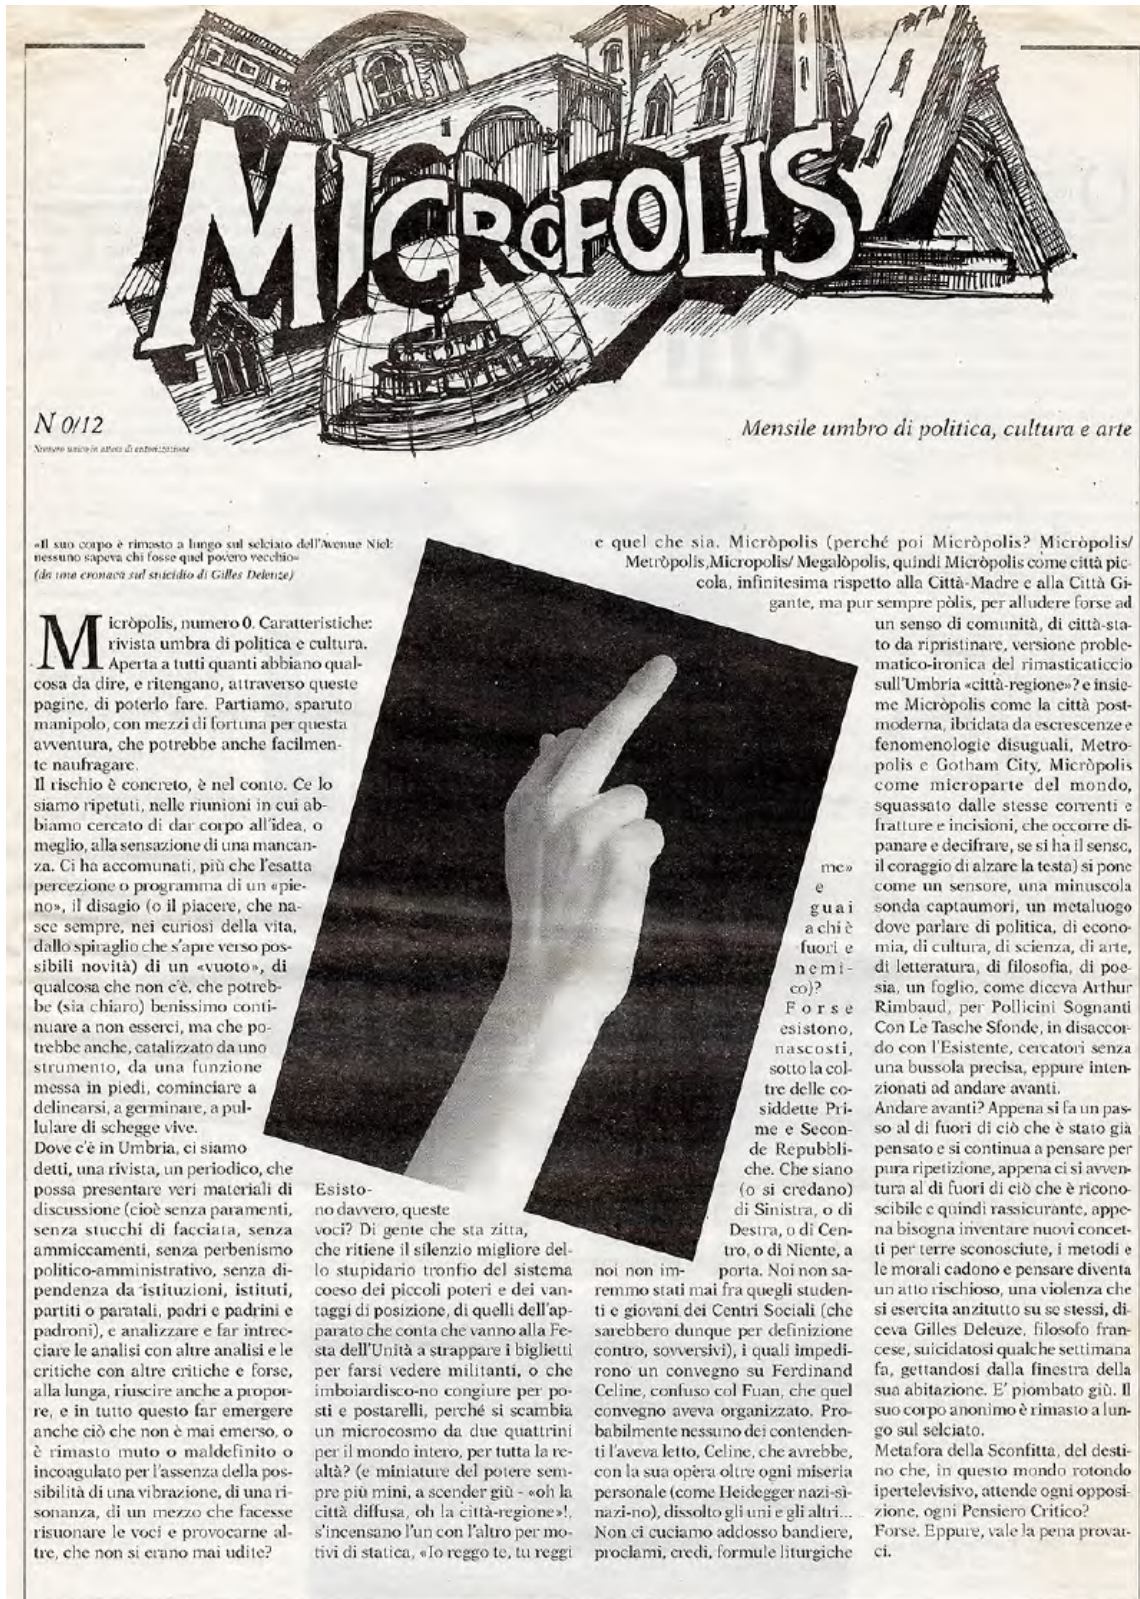 MICROPOLIS
N 0/12
Numero unico in attesa di autorizzazione
Mensile umbro di politica, cultura e arte
«Il suo corpo è rimasto a lungo sul selciato dell'Avenue Niel:
nessuno sapeva chi fosse quel povero vecchio»
(da una cronaca sul suicidio di Gilles Deleuze)
Micròpolis, numero 0. Caratteristiche:
rivista umbra di politica e cultura.
Aperta a tutti quanti abbiano qual-
cosa da dire, e ritengano, attraverso queste
pagine, di poterlo fare. Partiamo, sparuto
manipolo, con mezzi di fortuna per questa
avventura, che potrebbe anche facilmen-
te naufragare.
Il rischio è concreto, è nel conto. Ce lo
siamo ripetuti, nelle riunioni in cui ab-
biamo cercato di dar corpo all'idea, o
meglio, alla sensazione di una mancan-
za. Ci ha accomunati, più che l'esatta
percezione o programma di un «pie-
no», il disagio (o il piacere, che na-
sce sempre, nei curiosi della vita,
dallo spiraglio che s'apre verso pos-
sibili novità) di un «vuoto», di
qualcosa che non c'è, che potreb-
be (sia chiaro) benissimo conti-
nuare a non esserci, ma che po-
trebbe anche, catalizzato da uno
strumento, da una funzione
messa in piedi, cominciare a
delinearsi, a germinare, a pul-
lulare di schegge vive.
Dove c'è in Umbria, ci siamo
detti, una rivista, un periodico, che
possa presentare veri materiali di
discussione (cioè senza paramenti,
senza stucchi di facciata, senza
ammiccamenti, senza perbenismo
politico-amministrativo, senza di-
pendenza da istituzioni, istituti,
partiti o paratali, padri e padrini e
padroni), e analizzare e far intrec-
ciare le analisi con altre analisi e le
critiche con altre critiche e forse,
alla lunga, riuscire anche a propor-
re, e in tutto questo far emergere
anche ciò che non è mai emerso, o
è rimasto muto o maldefinito o
incoagulato per l'assenza della pos-
sibilità di una vibrazione, di una ri-
sonanza, di un mezzo che facesse
risuonare le voci e provocarne al-
tre, che non si erano mai udite?
Esisto-
no davvero, queste
voci? Di gente che sta zitta,
che ritiene il silenzio migliore del-
lo stupidario tronfio del sistema
coeso dei piccoli poteri e dei van-
taggi di posizione, di quelli dell'ap-
parato che conta che vanno alla Fe-
sta dell'Unità a strappare i biglietti
per farsi vedere militanti, o che
imboiardisco-no congiure per po-
sti e postarelli, perché si scambia
un microcosmo da due quattrini
per il mondo intero, per tutta la re-
altà? (e miniature del potere sem-
pre più mini, a scender giù - «oh la
città diffusa, oh la città-regione»!,
s'incensano l'un con l'altro per mo-
tivi di statica, «Io reggo te, tu reggi
me»
e
guai
a chi è
fuori e
nemi-
co)?
Forse
esistono,
nascosti,
sotto la col-
tre delle co-
siddette Pri-
me e Secon-
de Repubbli-
che. Che siano
(o si credano)
di Sinistra, o di
Destra, o di Cen-
tro, o di Niente, a
noi non im- porta. Noi non sa-
remmo stati mai fra quegli studen-
ti e giovani dei Centri Sociali (che
sarebbero dunque per definizione
contro, sovversivi), i quali impedi-
rono un convegno su Ferdinand
Celine, confuso col Fuan, che quel
convegno aveva organizzato. Pro-
babilmente nessuno dei contenden-
ti l'aveva letto, Celine, che avrebbe,
con la sua opera oltre ogni miseria
personale (come Heidegger nazi-sì-
nazi-no), dissolto gli uni e gli altri...
Non ci cuciamo addosso bandiere,
proclami, credi, formule liturgiche
e quel che sia. Micròpolis (perché poi Micròpolis? Micròpolis/
Metròpolis,Micropolis/ Megalòpolis, quindi Micròpolis come città pic-
cola, infinitesima rispetto alla Città-Madre e alla Città Gi-
gante, ma pur sempre pòlis, per alludere forse ad
un senso di comunità, di città-sta-
to da ripristinare, versione proble-
matico-ironica del rimasticaticcio
sull'Umbria «città-regione»? e insie-
me Micròpolis come la città post-
moderna, ibridata da escrescenze e
fenomenologie disuguali, Metro-
polis e Gotham City, Micròpolis
come microparte del mondo,
squassato dalle stesse correnti e
fratture e incisioni, che occorre di-
panare e decifrare, se si ha il senso,
il coraggio di alzare la testa) si pone
come un sensore, una minuscola
sonda captaumori, un metaluogo
dove parlare di politica, di econo-
mia, di cultura, di scienza, di arte,
di letteratura, di filosofia, di poe-
sia, un foglio, come diceva Arthur
Rimbaud, per Pollicini Sognanti
Con Le Tasche Sfonde, in disaccor-
do con l'Esistente, cercatori senza
una bussola precisa, eppure inten-
zionati ad andare avanti.
Andare avanti? Appena si fa un pas-
so al di fuori di ciò che è stato già
pensato e si continua a pensare per
pura ripetizione, appena ci si avven-
tura al di fuori di ciò che è ricono-
scibile e quindi rassicurante, appe-
na bisogna inventare nuovi concet-
ti per terre sconosciute, i metodi e
le morali cadono e pensare diventa
un atto rischioso, una violenza che
si esercita anzitutto su se stessi, di-
ceva Gilles Deleuze, filosofo fran-
cese, suicidatosi qualche settimana
fa, gettandosi dalla finestra della
sua abitazione. E' piombato giù. Il
suo corpo anonimo è rimasto a lun-
go sul selciato.
Metafora della Sconfitta, del desti-
no che, in questo mondo rotondo
ipertelevisivo, attende ogni opposi-
zione, ogni Pensiero Critico?
Forse. Eppure, vale la pena provar-
ci.